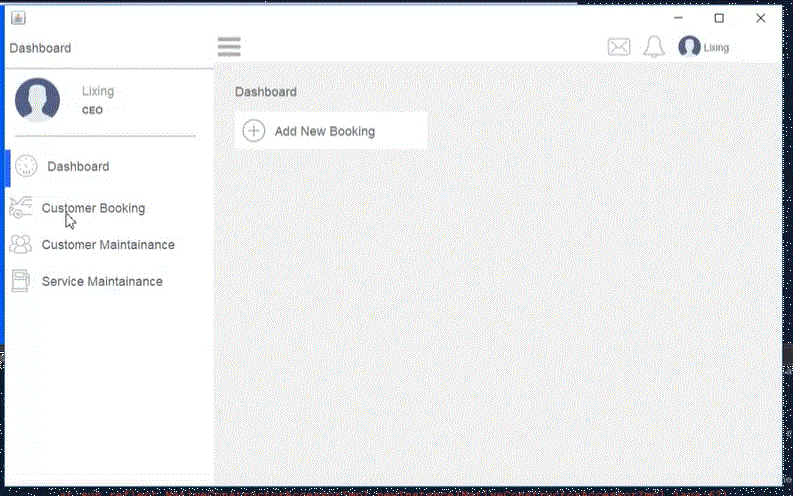 Dashboard
Lixing
Lixing
CEO
Dashboard
Customer Booking
Customer Maintainance
Service Maintainance
Dashboard
Add New Booking